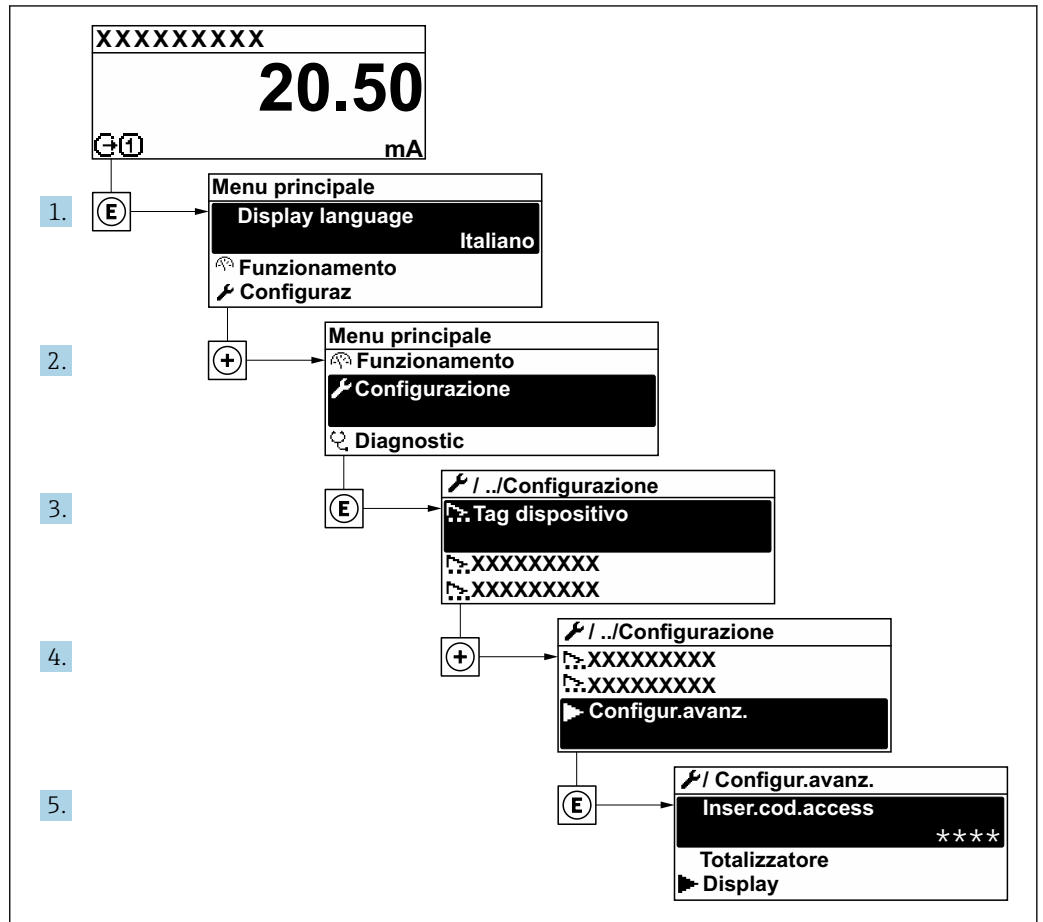 XXXXXXXXX
20.50
1 mA
1. E
Menu principale
Display language
Italiano
Funzionamento
Configuraz
2. +
Menu principale
Funzionamento
Configurazione
Diagnostic
3. E
/ ../Configurazione
Tag dispositivo
XXXXXXXXX
XXXXXXXXX
4. +
/ ../Configurazione
XXXXXXXXX
XXXXXXXXX
Configur.avanz.
5. E
/ Configur.avanz.
Inser.cod.access
****
Totalizzatore
Display